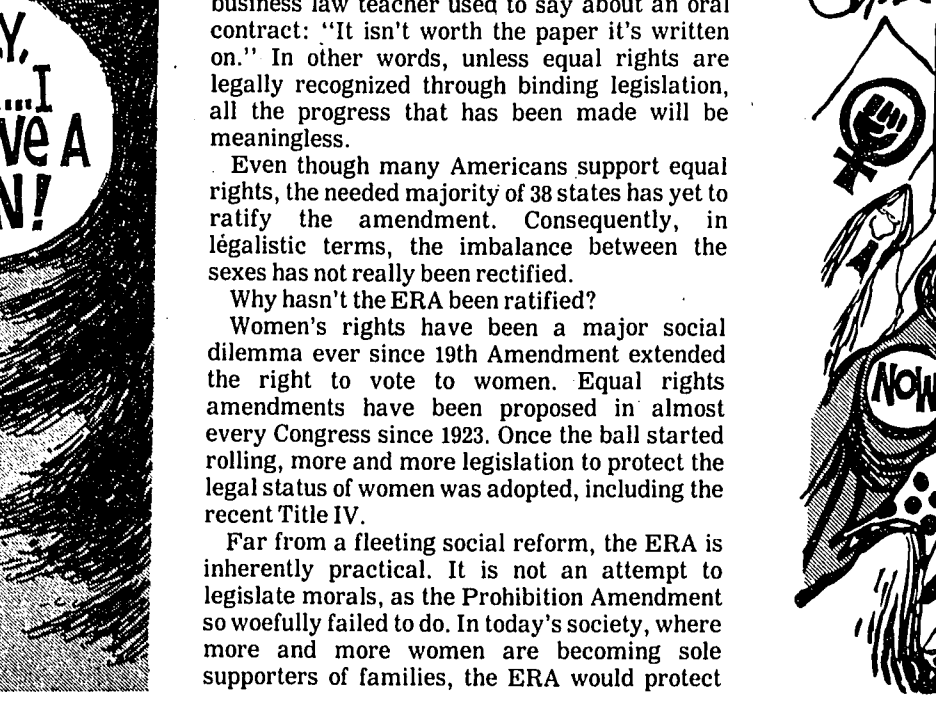 Y,
...I
VE A
N!
business law teacher used to say about an oral
contract: "It isn't worth the paper it's written
on." In other words, unless equal rights are
legally recognized through binding legislation,
all the progress that has been made will be
meaningless.
Even though many Americans support equal
rights, the needed majority of 38 states has yet to
ratify the amendment. Consequently, in
legalistic terms, the imbalance between the
sexes has not really been rectified.
Why hasn't the ERA been ratified?
Women's rights have been a major social
dilemma ever since 19th Amendment extended
the right to vote to women. Equal rights
amendments have been proposed in almost
every Congress since 1923. Once the ball started
rolling, more and more legislation to protect the
legal status of women was adopted, including the
recent Title IV.
Far from a fleeting social reform, the ERA is
inherently practical. It is not an attempt to
legislate morals, as the Prohibition Amendment
so woefully failed to do. In today's society, where
more and more women are becoming sole
supporters of families, the ERA would protect
NOW